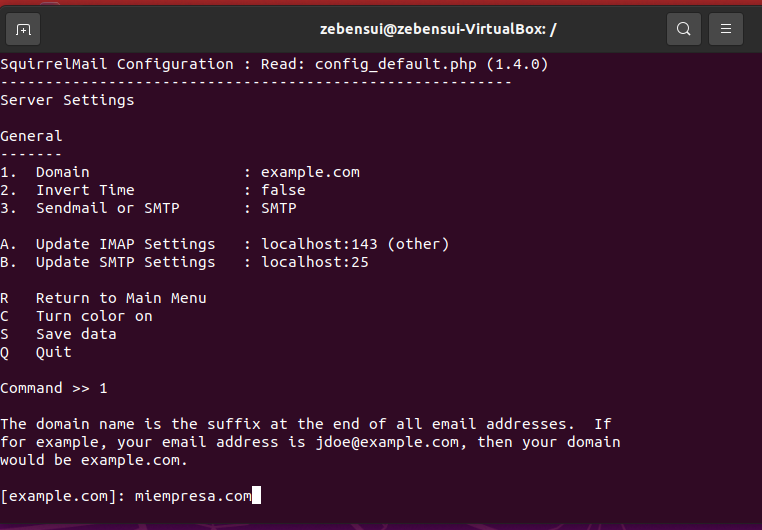 zebensui@zebensui-VirtualBox: /
SquirrelMail Configuration : Read: config_default.php (1.4.0)
---------------------------------------------------------
Server Settings
General
-------
1.  Domain                 : example.com
2.  Invert Time            : false
3.  Sendmail or SMTP       : SMTP
A.  Update IMAP Settings   : localhost:143 (other)
B.  Update SMTP Settings   : localhost:25
R   Return to Main Menu
C   Turn color on
S   Save data
Q   Quit
Command >> 1
The domain name is the suffix at the end of all email addresses.  If
for example, your email address is jdoe@example.com, then your domain
would be example.com.
[example.com]: miempresa.com